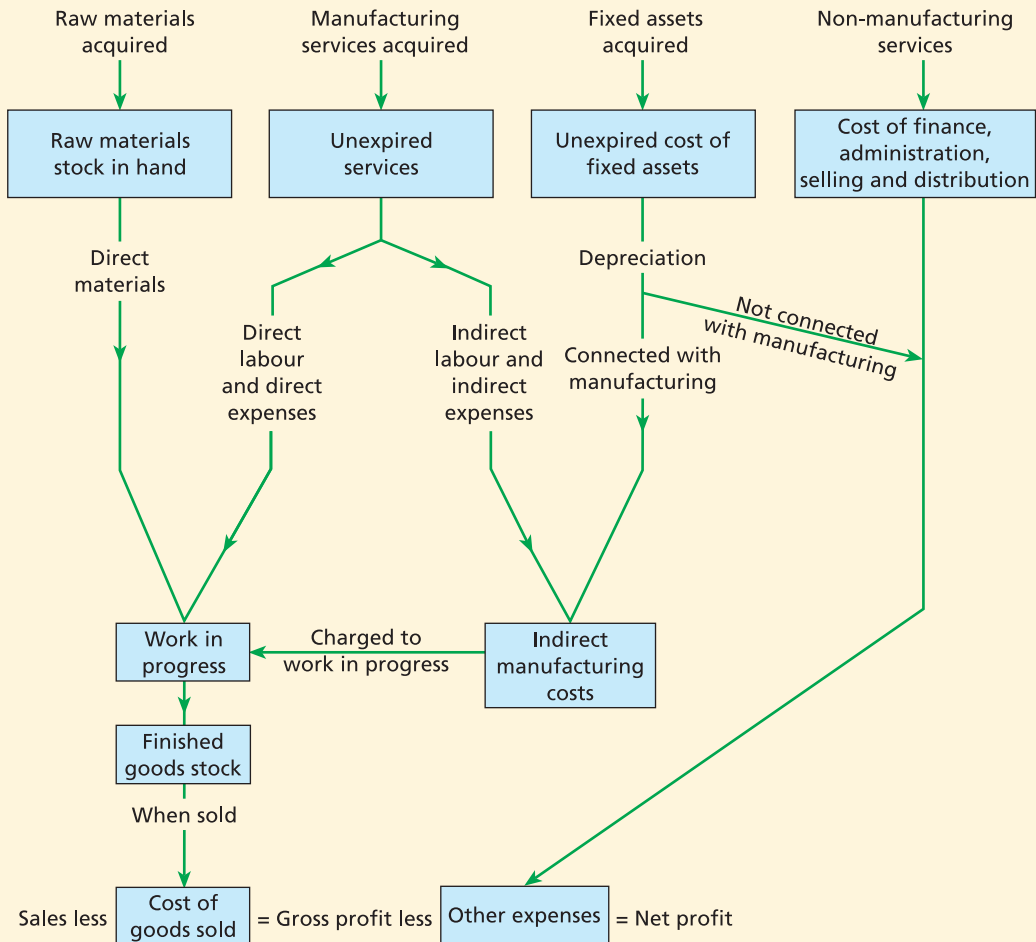 Raw materials
acquired
Manufacturing
services acquired
Fixed assets
acquired
Non-manufacturing
services
Raw materials
stock in hand
Unexpired
services
Unexpired cost of
fixed assets
Cost of finance,
administration,
selling and distribution
Direct
materials
Depreciation
Not connected
with manufacturing
Direct
labour
and direct
expenses
Indirect
labour and
indirect
expenses
Connected with
manufacturing
Work in
progress
Charged to
work in progress
Indirect
manufacturing
costs
Finished
goods stock
When sold
Sales less
Cost of
goods sold
= Gross profit less
Other expenses
= Net profit